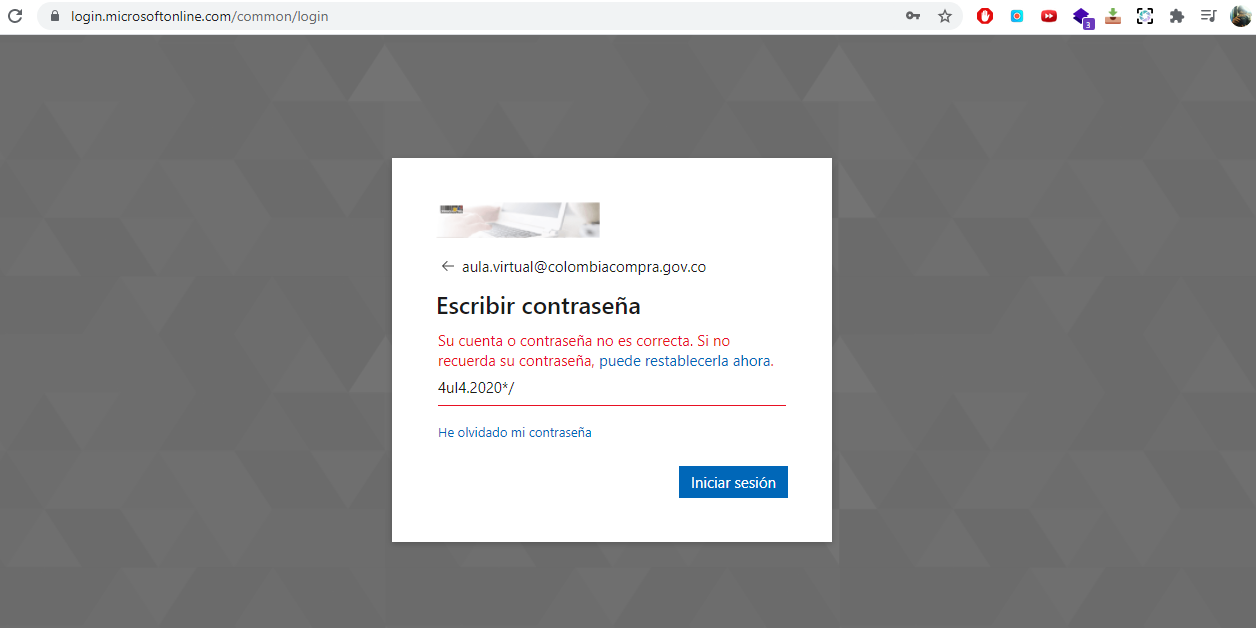 login.microsoftonline.com/common/login
3
aula.virtual@colombiacompra.gov.co
Escribir contraseña
Su cuenta o contraseña no es correcta. Si no
recuerda su contraseña, puede restablecerla ahora.
4ul4.2020*/
He olvidado mi contraseña
Iniciar sesión